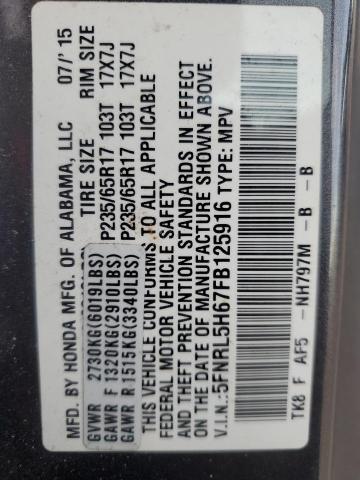 MFD. BY HONDA MFG. OF ALABAMA, LLC 07/'15
TIRE SIZE RIM SIZE
GVWR 2730KG(6019LBS)
GAWR F 1320KG(2910LBS) P235/65R17 103T 17X7J
GAWR R 1515KG(3340LBS) P235/65R17 103T 17X7J
THIS VEHICLE CONFORMS TO ALL APPLICABLE
FEDERAL MOTOR VEHICLE SAFETY
AND THEFT PREVENTION STANDARDS IN EFFECT
ON THE DATE OF MANUFACTURE SHOWN ABOVE.
V.I.N.:5FNRL5H67FB125916 TYPE: MPV
TK8 F AF5 -NH797M - B - B